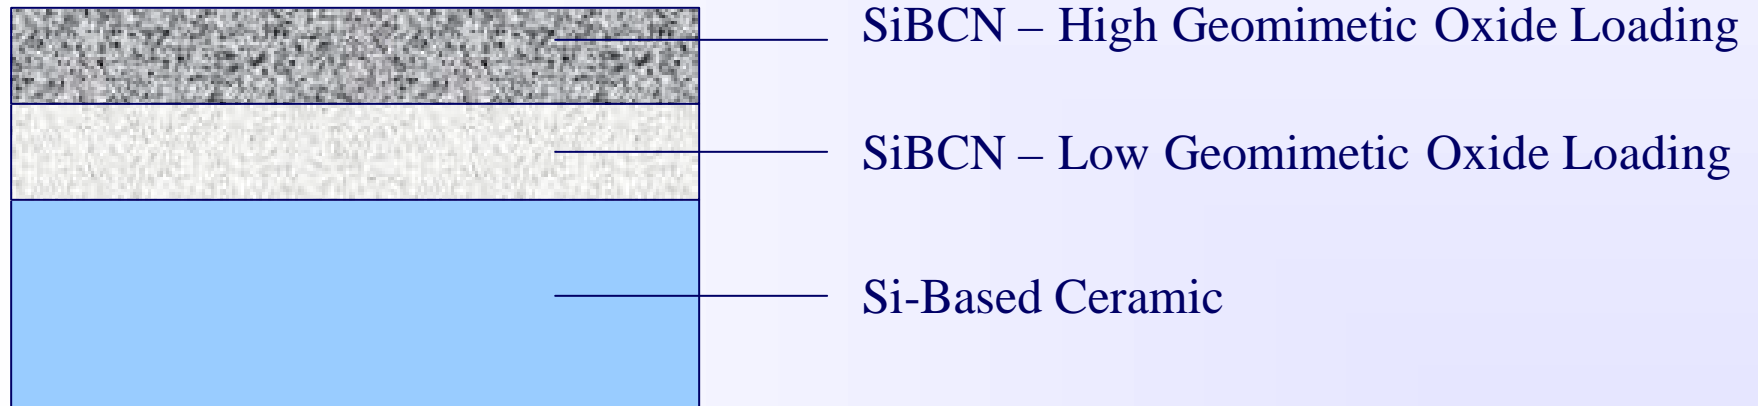 SiBCN – High Geomimetic Oxide Loading
SiBCN – Low Geomimetic Oxide Loading
Si-Based Ceramic